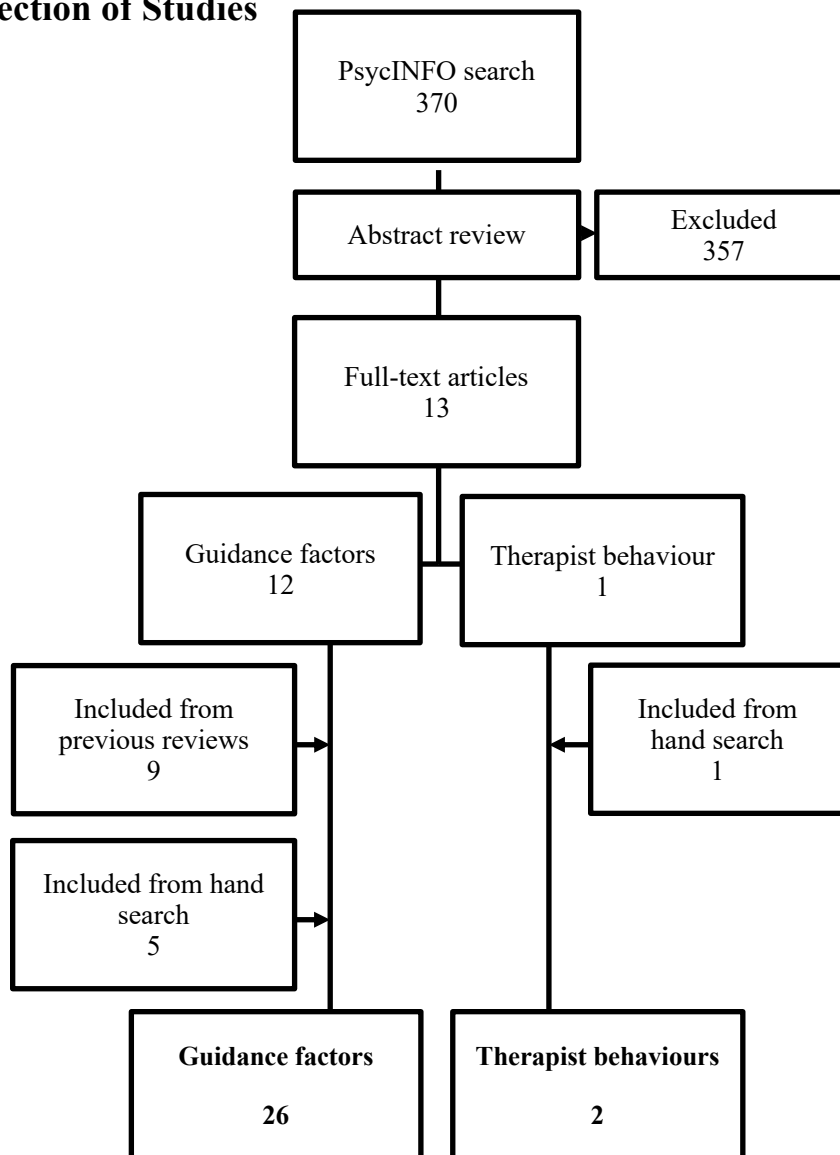 ection of Studies
PsycINFO search
370
Abstract review
Excluded
357
Full-text articles
13
Guidance factors
12
Therapist behaviour
1
Included from
previous reviews
9
Included from
hand search
1
Included from hand
search
5
Guidance factors
26
Therapist behaviours
2